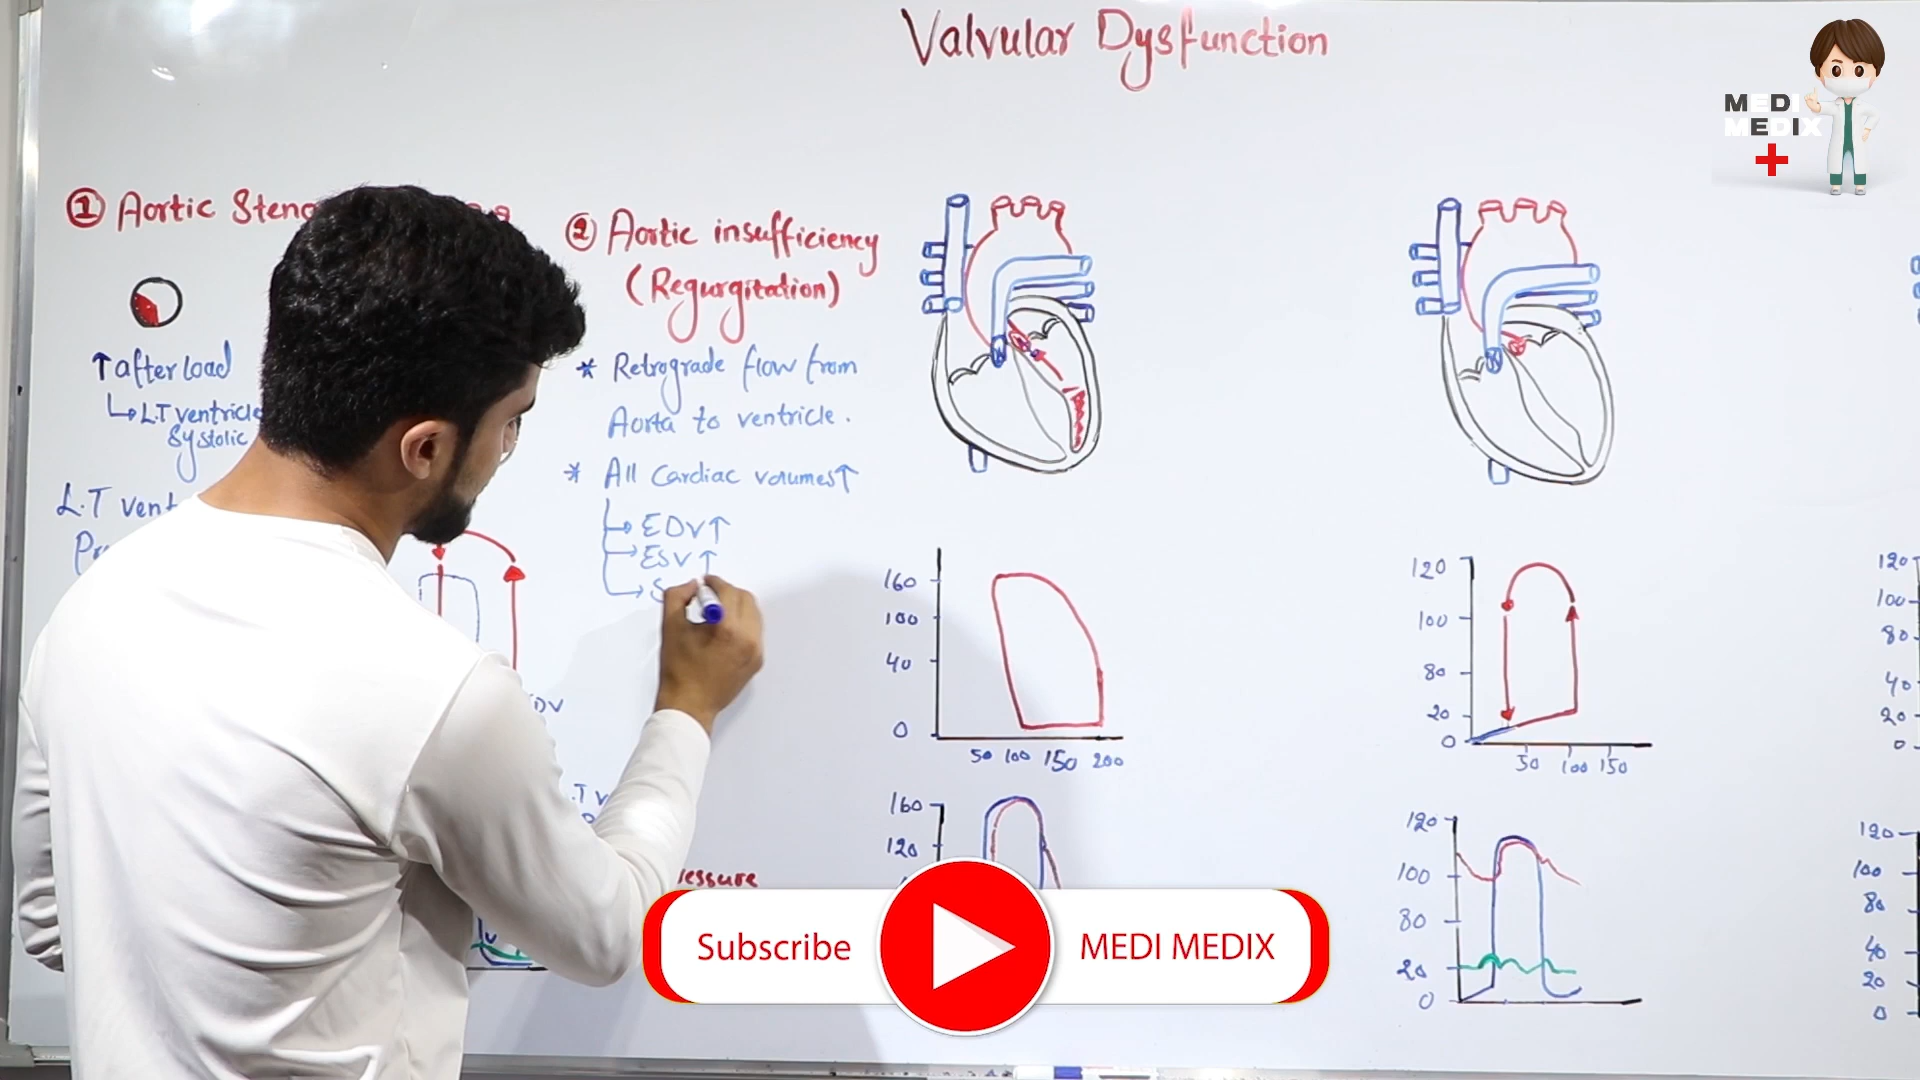 Valvular Dysfunction
MEDI
MEDIX
① Aortic Steno
↑ afterload
↳ L.T ventricle
Systolic
L.T vent
Pr
DV
② Aortic insufficiency
(Regurgitation)
* Retrograde flow from
Aorta to ventricle.
* All Cardiac volumes↑
→ EDV↑
→ ESV↑
→ S
.T v
essure
160
100
40
0
50 100 150 200
160
120
120
100
80
20
0
50 100 150
120
100
80
20
0
120
100
80
40
20
0
120
100
80
40
20
0
Subscribe
MEDI MEDIX